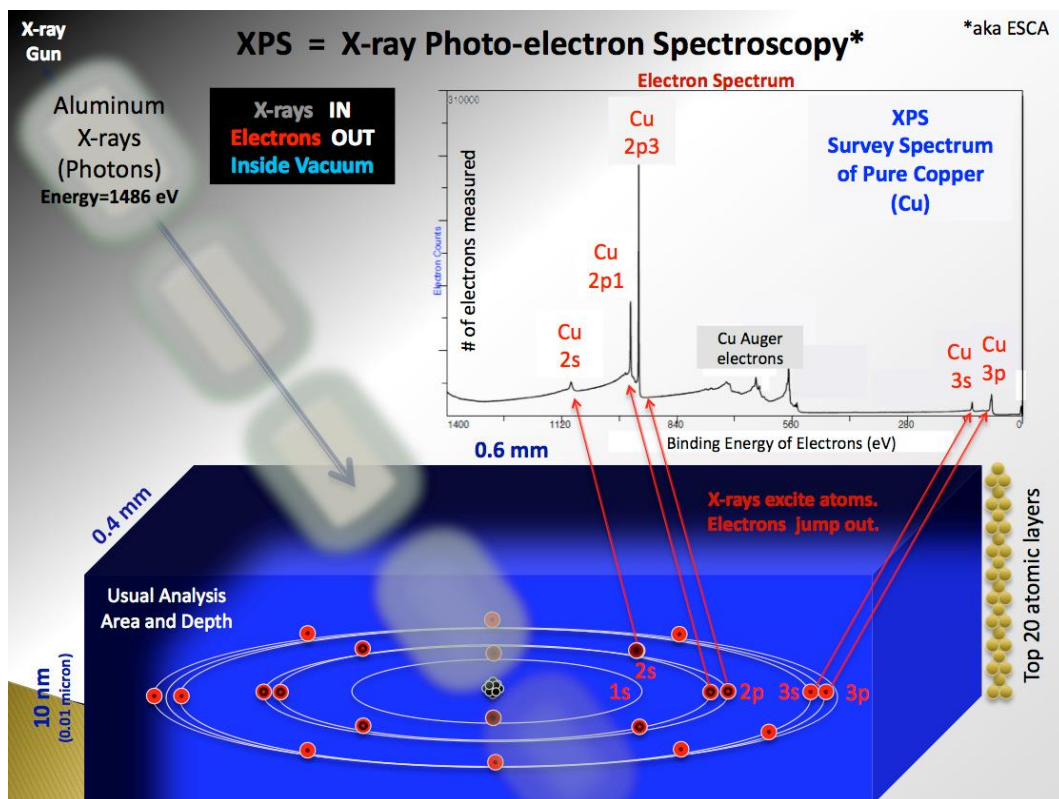 X-ray
Gun
XPS = X-ray Photo-electron Spectroscopy*
*aka ESCA
Aluminum
X-rays
(Photons)
Energy=1486 eV
X-rays IN
Electrons OUT
Inside Vacuum
Electron Spectrum
310000
Electron Counts
# of electrons measured
Cu
2s
Cu
2p1
Cu
2p3
Cu Auger
electrons
XPS
Survey Spectrum
of Pure Copper
(Cu)
Cu
3s
Cu
3p
1400
1120
840
560
280
0
Binding Energy of Electrons (eV)
0.6 mm
0.4 mm
X-rays excite atoms.
Electrons jump out.
Usual Analysis
Area and Depth
10 nm
(0.01 micron)
1s
2s
2p
3s
3p
Top 20 atomic layers